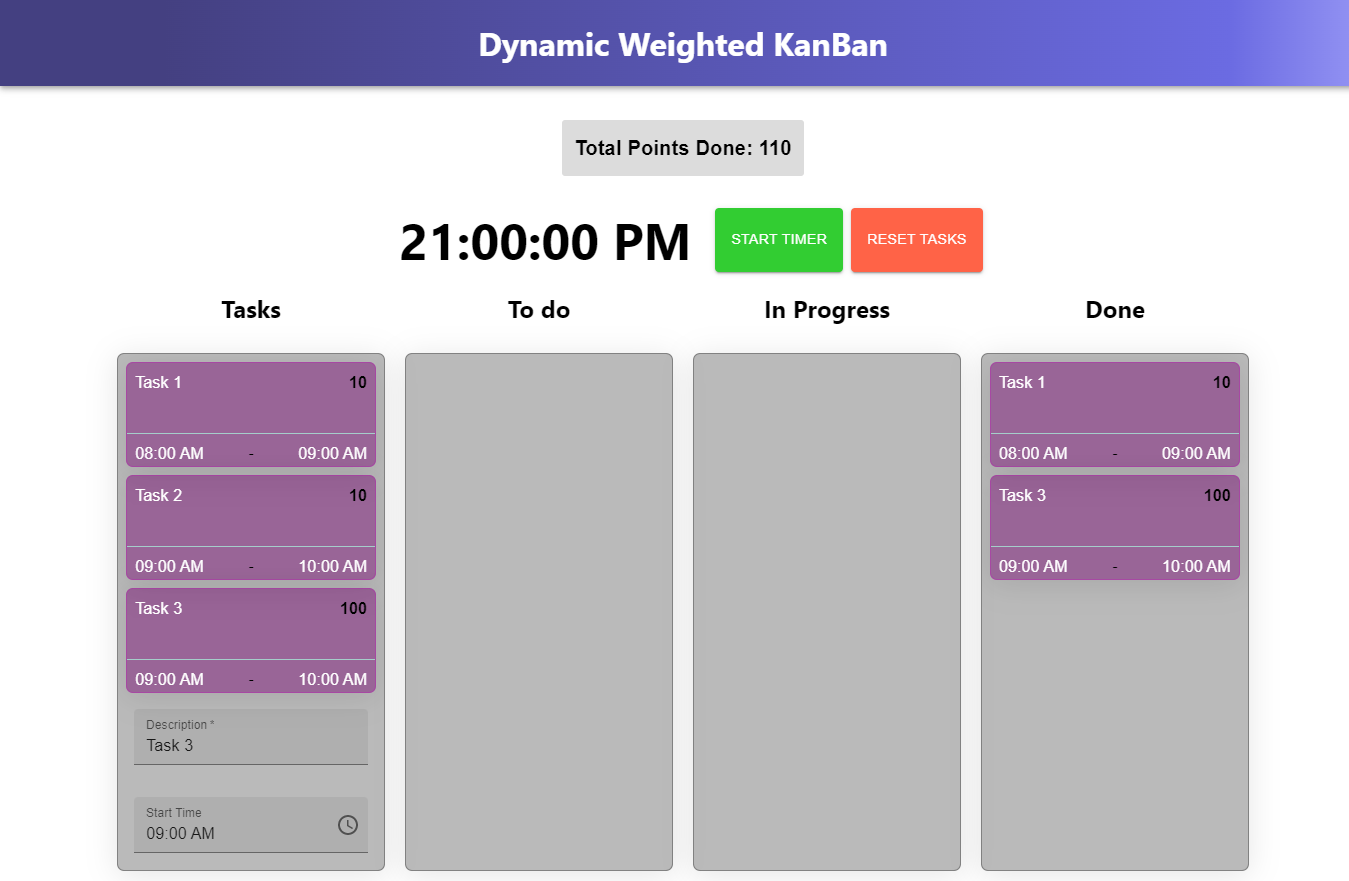 Dynamic Weighted KanBan
Total Points Done: 110
21:00:00 PM
START TIMER
RESET TASKS
Tasks
To do
In Progress
Done
Task 1 10
08:00 AM - 09:00 AM
Task 2 10
09:00 AM - 10:00 AM
Task 3 100
09:00 AM - 10:00 AM
Description *
Task 3
Start Time
09:00 AM
Task 1 10
08:00 AM - 09:00 AM
Task 3 100
09:00 AM - 10:00 AM